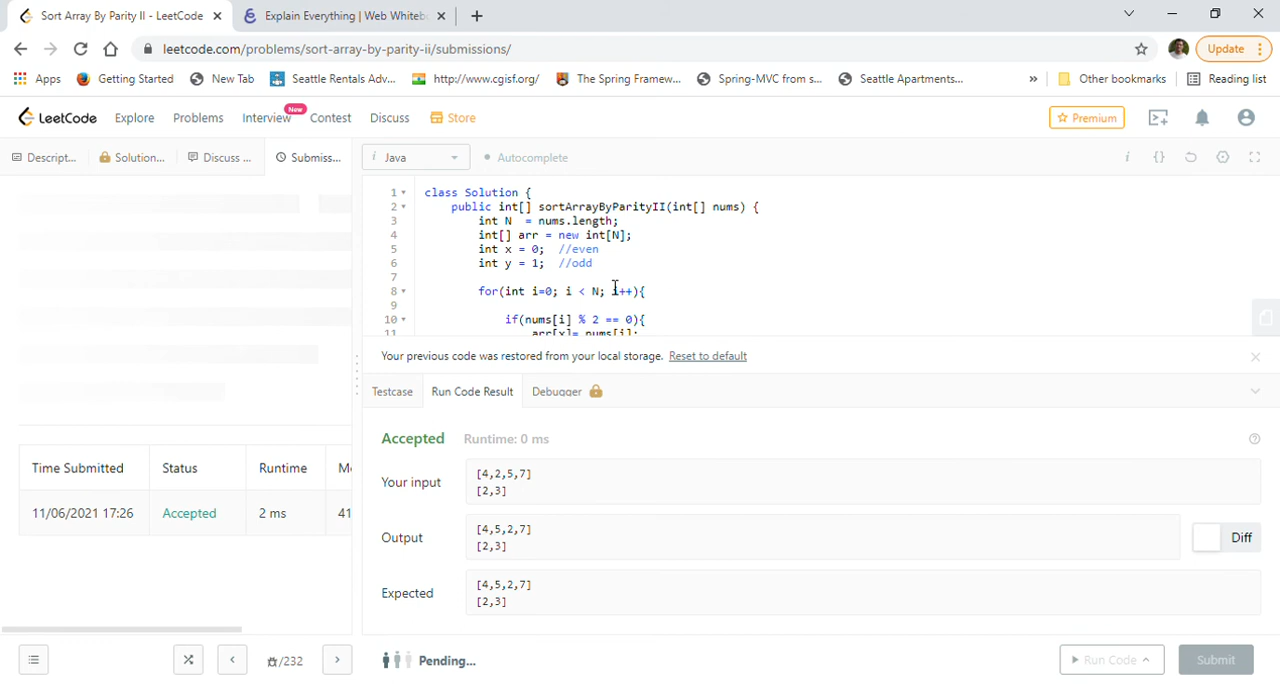 Sort Array By Parity II - LeetCode
Explain Everything | Web Whitebo
leetcode.com/problems/sort-array-by-parity-ii/submissions/
Update
Apps
Getting Started
New Tab
Seattle Rentals Adv...
http://www.cgisf.org/
The Spring Framew...
Spring-MVC from s...
Seattle Apartments...
»
Other bookmarks
Reading list
LeetCode
Explore
Problems
Interview
New
Contest
Discuss
Store
Premium
Descript...
Solution...
Discuss ...
Submiss...
i Java
Autocomplete
i
{}
1 class Solution {
2 public int[] sortArrayByParityII(int[] nums) {
3 int N  = nums.length;
4 int[] arr = new int[N];
5 int x = 0;  //even
6 int y = 1;  //odd
7
8 for(int i=0; i < N; i++){
9
10 if(nums[i] % 2 == 0){
11 arr[x]= nums[i];
Your previous code was restored from your local storage. Reset to default
Testcase
Run Code Result
Debugger
Accepted Runtime: 0 ms
Your input
[4,2,5,7]
[2,3]
Output
[4,5,2,7]
[2,3]
Diff
Expected
[4,5,2,7]
[2,3]
Time Submitted
Status
Runtime
11/06/2021 17:26
Accepted
2 ms
41
/232
Pending...
Run Code
Submit